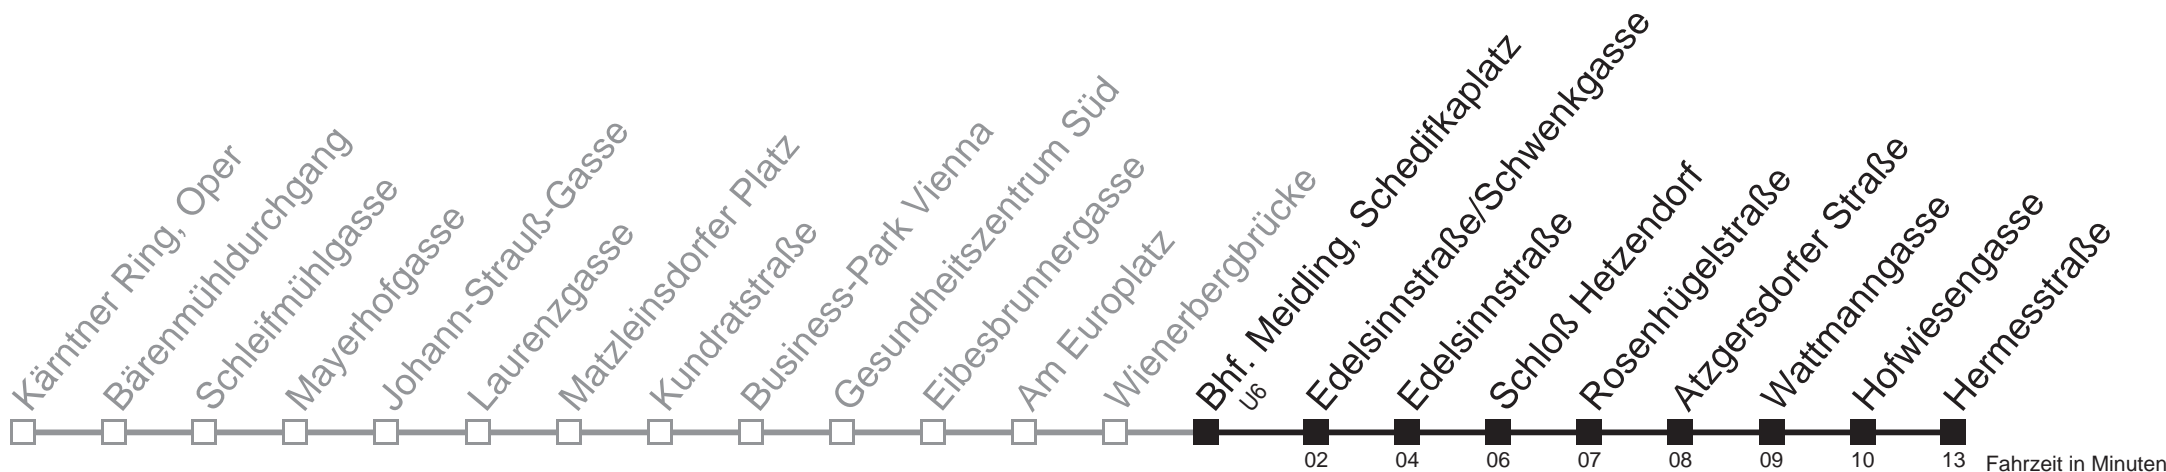 Kärntner Ring, Oper
Bärenmühldurchgang
Schleifmühlgasse
Mayerhofgasse
Johann-Strauß-Gasse
Laurenzgasse
Matzleinsdorfer Platz
Kundratstraße
Business-Park Vienna
Gesundheitszentrum Süd
Eibesbrunnergasse
Am Europlatz
Wienerbergbrücke
Bhf. Meidling, Schedifkaplatz
U6
Edelsinnstraße/Schwenkgasse
Edelsinnstraße
Schloß Hetzendorf
Rosenhügelstraße
Atzgersdorfer Straße
Wattmanngasse
Hofwiesengasse
Hermesstraße
02 04 06 07 08 09 10 13 Fahrzeit in Minuten